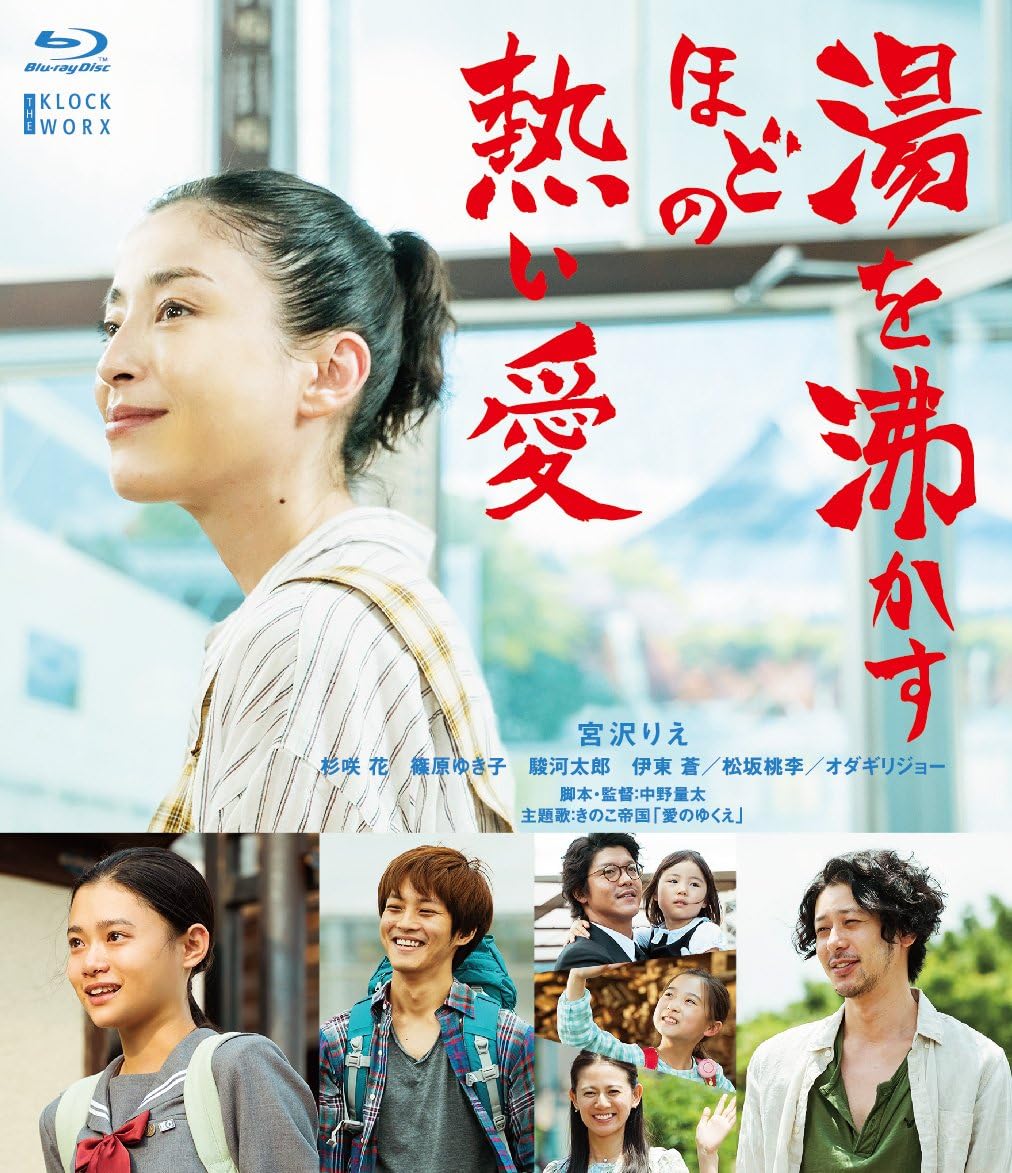 Blu-ray Disc
THE KLOCK WORX
湯を沸かす
ほどの
熱い愛
宮沢りえ
杉咲 花　篠原ゆき子　駿河太郎　伊東 蒼／松坂桃李／オダギリジョー
脚本・監督:中野量太
主題歌:きのこ帝国「愛のゆくえ」